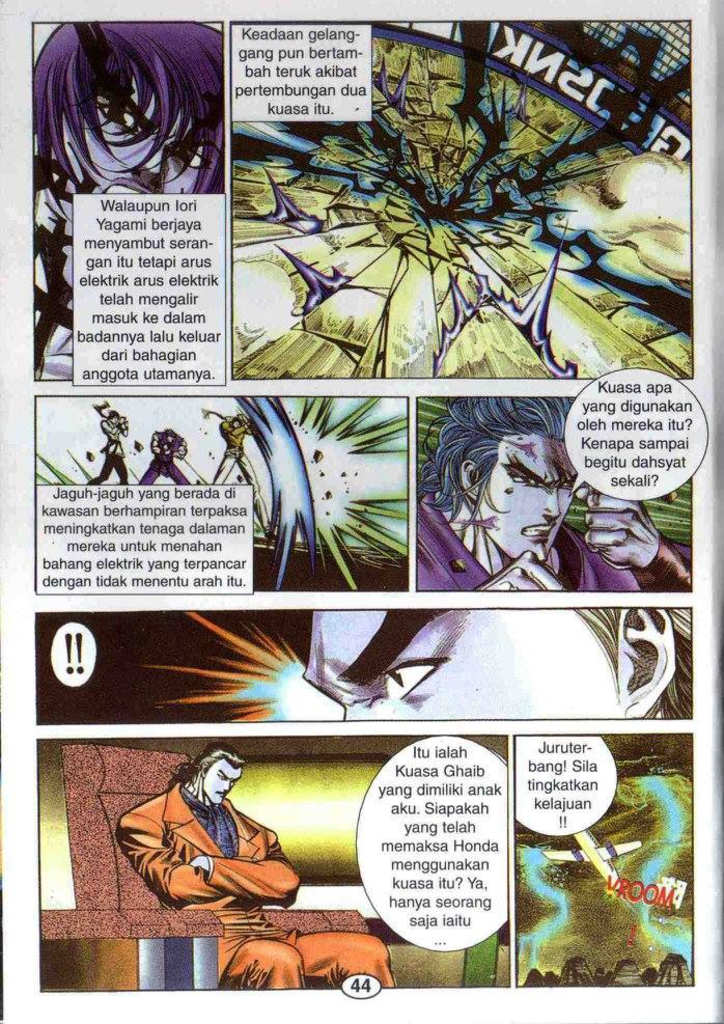 Walaupun Iori
Yagami berjaya
menyambut seran-
gan itu tetapi arus
elektrik arus elektrik
telah mengalir
masuk ke dalam
badannya lalu keluar
dari bahagian
anggota utamanya.
Keadaan gelang-
gang pun bertam-
bah teruk akibat
pertembungan dua
kuasa itu.
Jaguh-jaguh yang berada di
kawasan berhampiran terpaksa
meningkatkan tenaga dalaman
mereka untuk menahan
bahang elektrik yang terpancar
dengan tidak menentu arah itu.
Kuasa apa
yang digunakan
oleh mereka itu?
Kenapa sampai
begitu dahsyat
sekali?
!!
Itu ialah
Kuasa Ghaib
yang dimiliki anak
aku. Siapakah
yang telah
memaksa Honda
menggunakan
kuasa itu? Ya,
hanya seorang
saja iaitu
...
Juruter-
bang! Sila
tingkatkan
kelajuan
!!
VROOM
!
44